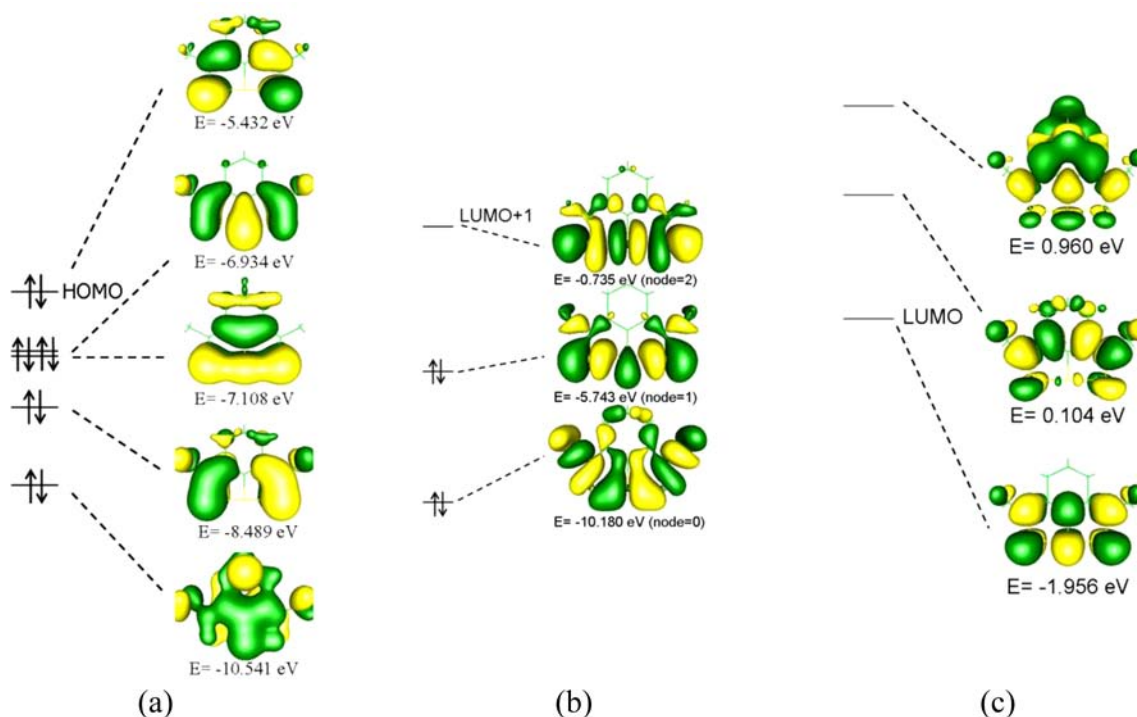 E= -5.432 eV
E= -6.934 eV
HOMO
E= -7.108 eV
E= -8.489 eV
E= -10.541 eV
(a)
LUMO+1
E= -0.735 eV (node=2)
E= -5.743 eV (node=1)
E= -10.180 eV (node=0)
(b)
E= 0.960 eV
LUMO
E= 0.104 eV
E= -1.956 eV
(c)